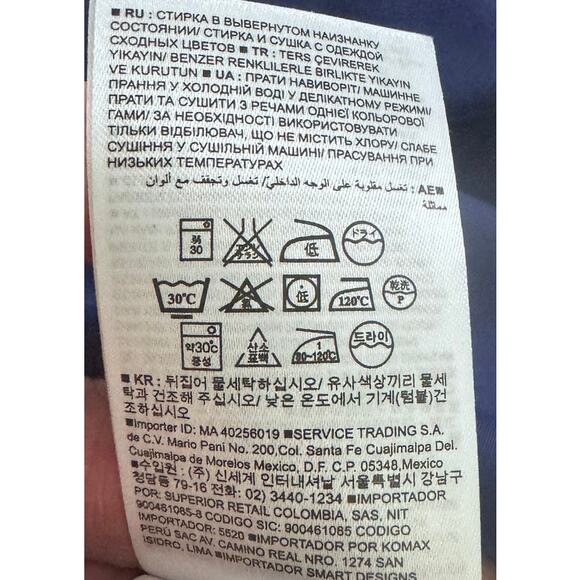 ■ RU : СТИРКА В ВЫВЕРНУТОМ НАИЗНАНКУ
СОСТОЯНИИ/ СТИРКА И СУШКА С ОДЕЖДОЙ
СХОДНЫХ ЦВЕТОВ ■ TR : TERS ÇEVİREREK
YIKAYIN/ BENZER RENKLILERLE BIRLIKTE YIKAYIN
VE KURUTUN ■ UA : ПРАТИ НАВИВОРІТ/ МАШИННЕ
ПРАННЯ У ХОЛОДНІЙ ВОДІ У ДЕЛІКАТНОМУ РЕЖИМІ/
ПРАТИ ТА СУШИТИ З РЕЧАМИ ОДНІЄЇ КОЛЬОРОВОЇ
ГАМИ/ ЗА НЕОБХІДНОСТІ ВИКОРИСТОВУВАТИ
ТІЛЬКИ ВІДБІЛЮВАЧ, ЩО НЕ МІСТИТЬ ХЛОРУ/ СЛАБЕ
СУШІННЯ У СУШИЛЬНІЙ МАШИНІ/ ПРАСУВАННЯ ПРИ
НИЗЬКИХ ТЕМПЕРАТУРАХ
■AE : تغسل مقلوبة على الوجه الداخلي/ تغسل وتجفف مع ألوان
مماثلة
弱 30 低 ドライ
30°C 氯 低 120°C 乾洗 P
약30°C 중성 산소 표백 1 80~120°C 드라이
■ KR : 뒤집어 물세탁하십시오/ 유사색상끼리 물세
탁과 건조해 주십시오/ 낮은 온도에서 기계(텀블)건
조하십시오
■Importer ID: MA 40256019 ■SERVICE TRADING S.A.
de C.V. Mario Pani No. 200,Col. Santa Fe Cuajimalpa Del.
Cuajimalpa de Morelos Mexico, D.F. C.P. 05348,Mexico
■수입원 : (주) 신세계 인터내셔날 서울특별시 강남구
청담동 79-16 전화: 02) 3440-1234 ■IMPORTADOR
POR: SUPERIOR RETAIL COLOMBIA, SAS, NIT
900461085-8 CODIGO SIC: 900461085 CODIGO
IMPORTADOR: 5520 ■IMPORTADOR POR KOMAX
PERÚ SAC AV. CAMINO REAL NRO. 1274 SAN
ISIDRO, LIMA ■IMPORTADOR SMART DESIGNS